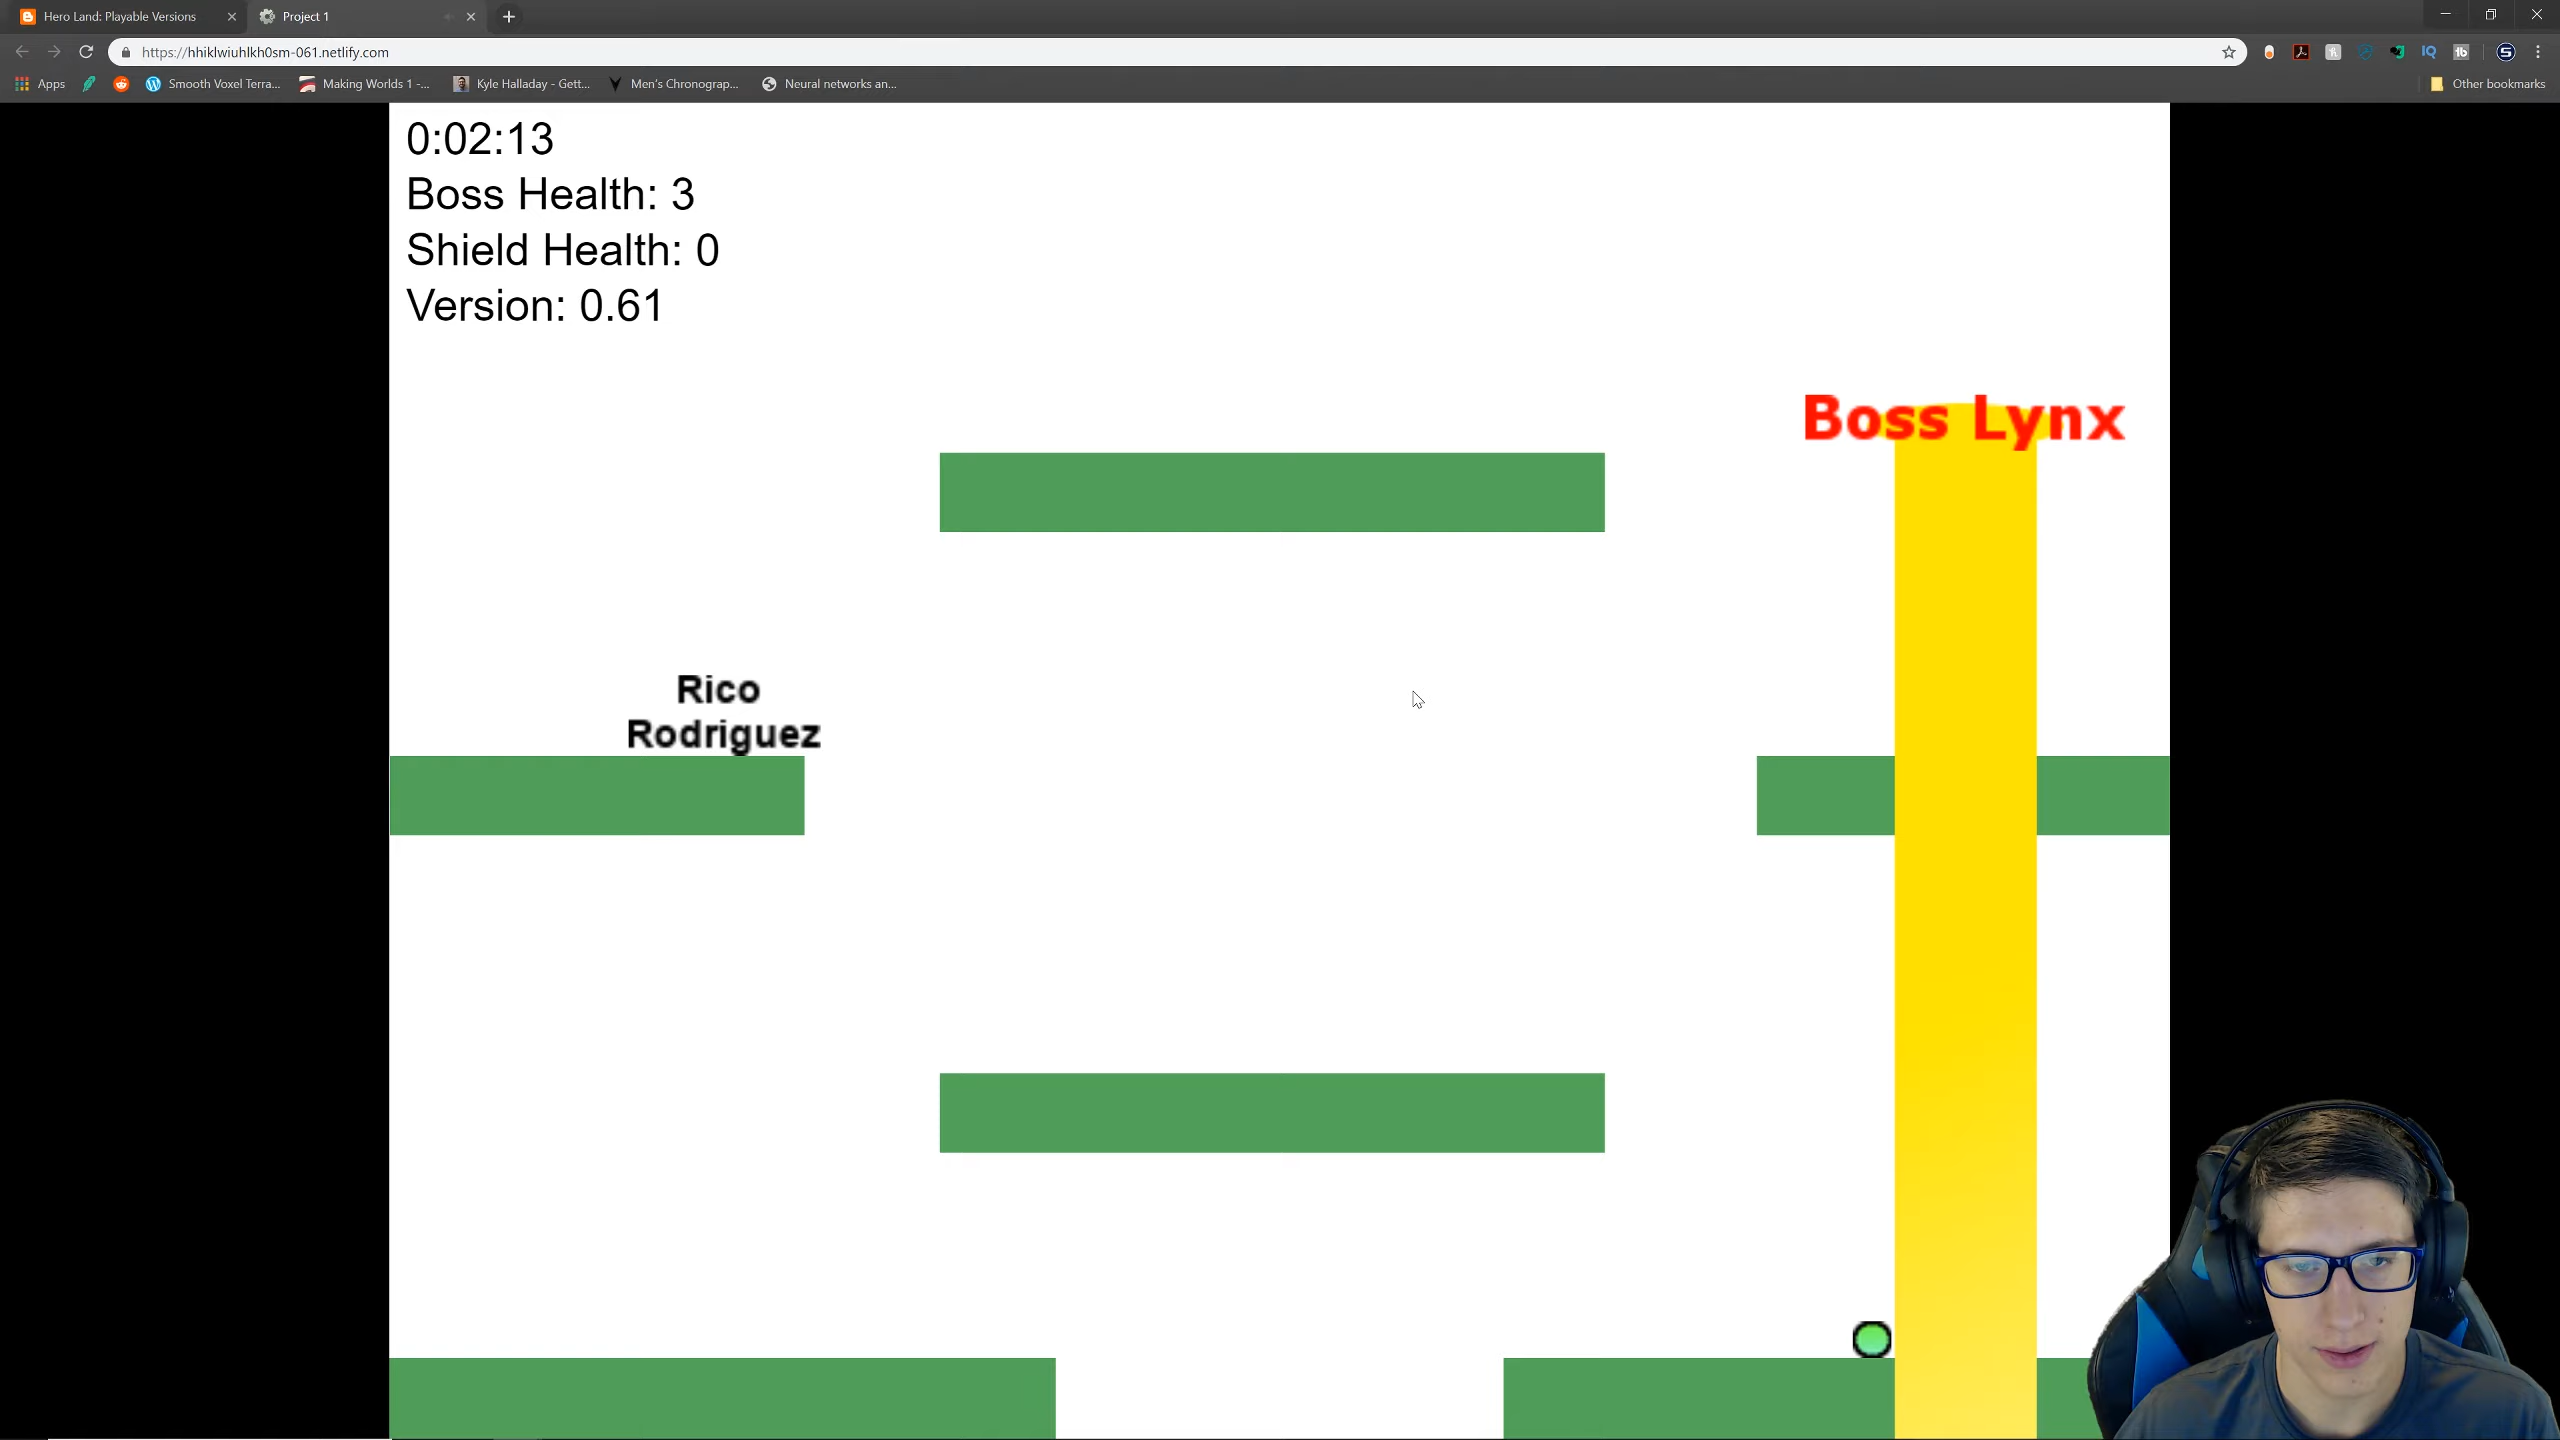 Hero Land: Playable Versions
Project 1
https://hhiklwiuhlkh0sm-061.netlify.com
Apps
Smooth Voxel Terra...
Making Worlds 1 -...
Kyle Halladay - Gett...
Men's Chronograp...
Neural networks an...
Other bookmarks
0:02:13
Boss Health: 3
Shield Health: 0
Version: 0.61
Boss Lynx
Rico
Rodriguez